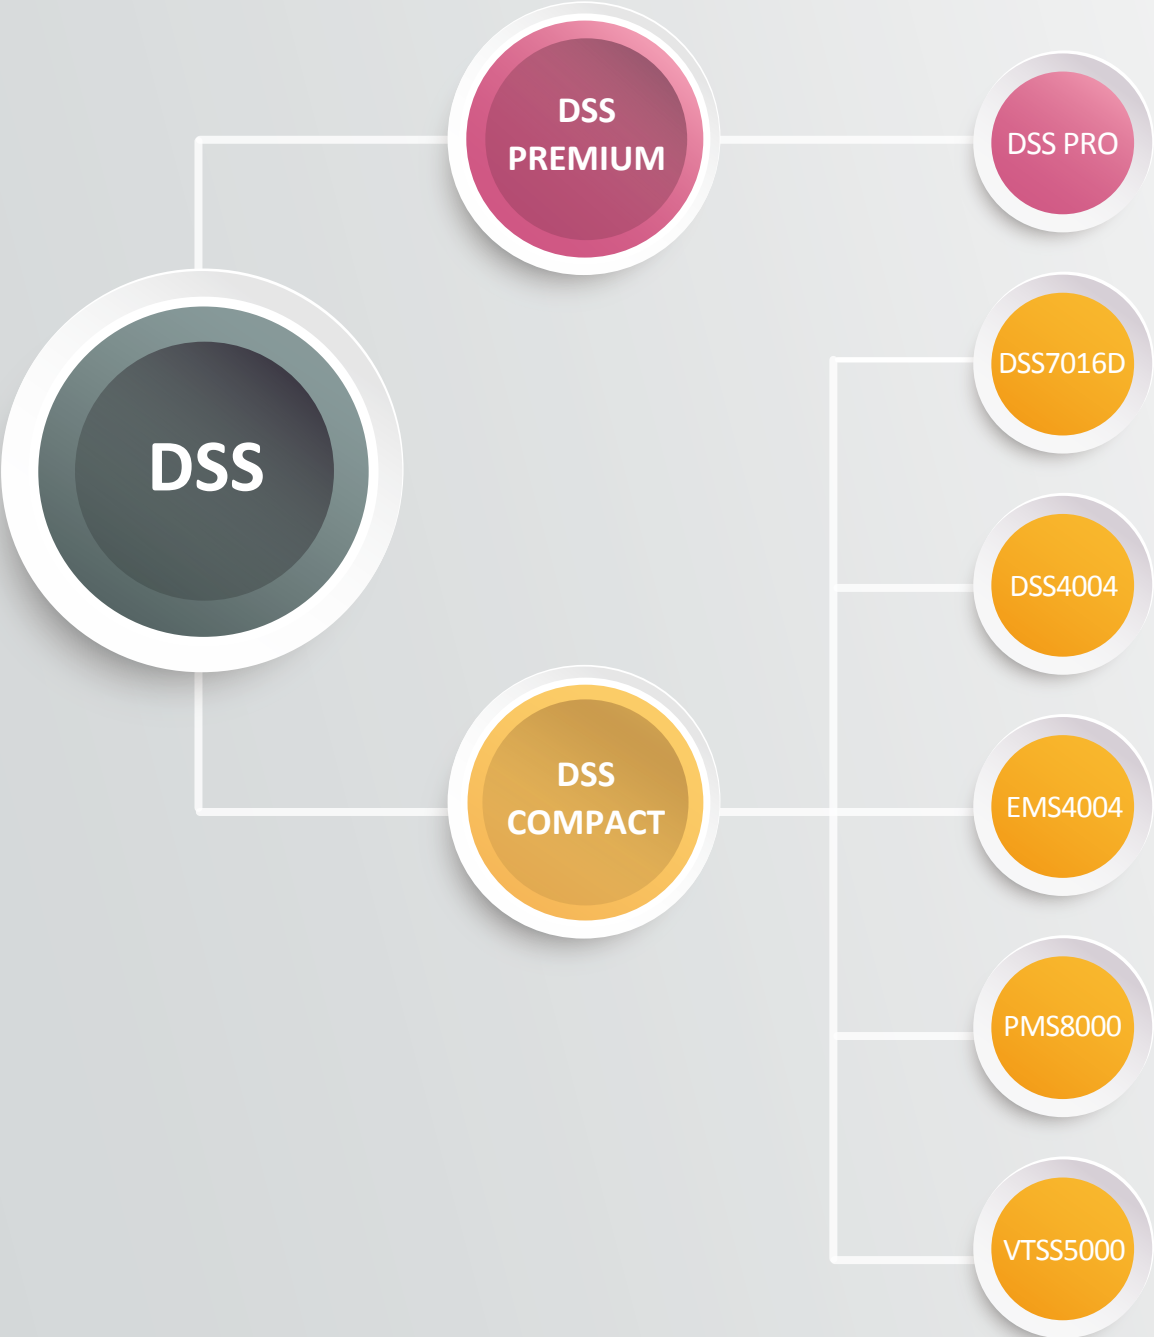 DSS
PREMIUM
DSS PRO
DSS7016D
DSS
DSS4004
DSS
COMPACT
EMS4004
PMS8000
VTSS5000